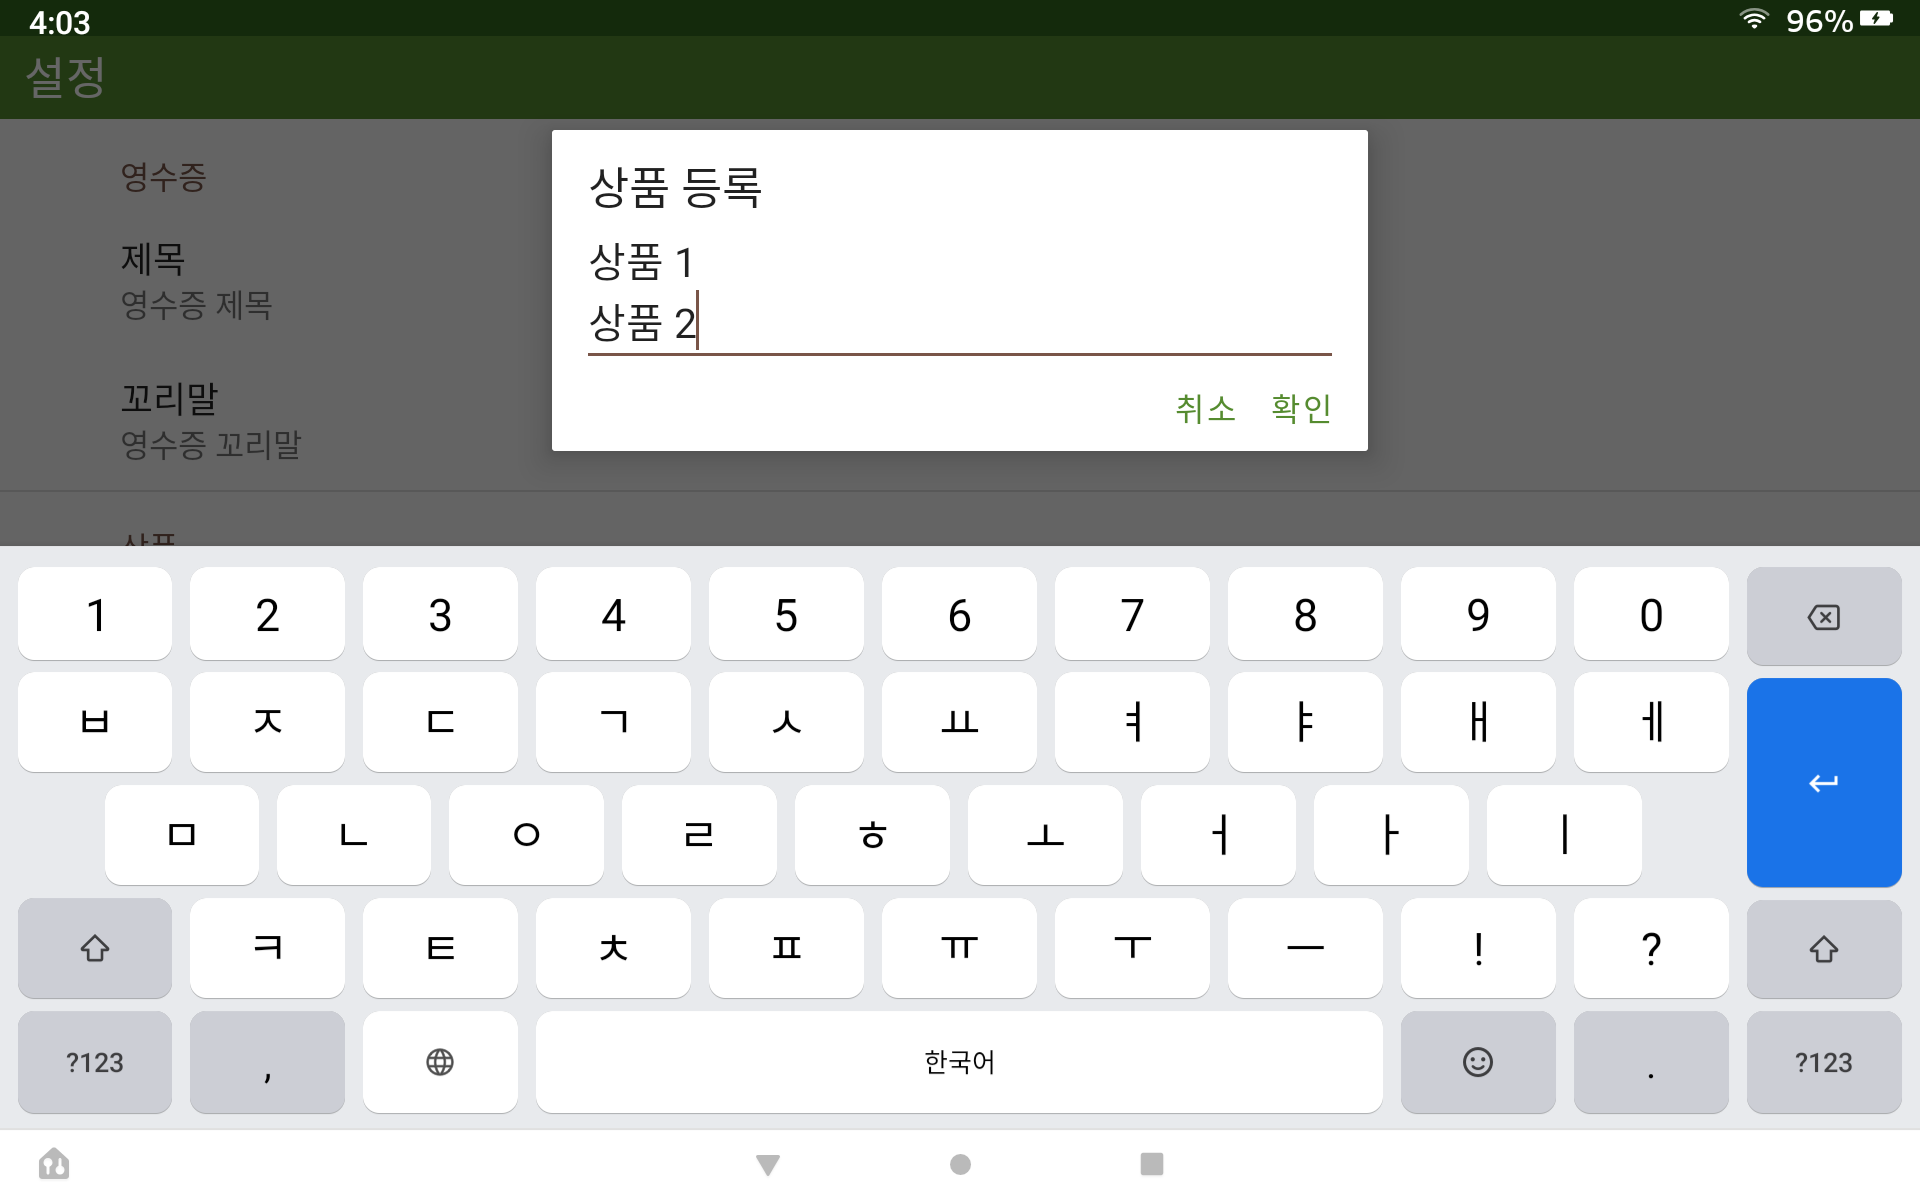 4:03
96%
설정
영수증
제목
영수증 제목
꼬리말
영수증 꼬리말
상품
상품 등록
상품 1
상품 2
취소 확인
1 2 3 4 5 6 7 8 9 0
ㅂ ㅈ ㄷ ㄱ ㅅ ㅛ ㅕ ㅑ ㅐ ㅔ
ㅁ ㄴ ㅇ ㄹ ㅎ ㅗ ㅓ ㅏ ㅣ
ㅋ ㅌ ㅊ ㅍ ㅠ ㅜ ㅡ ! ?
?123 , 한국어 . ?123